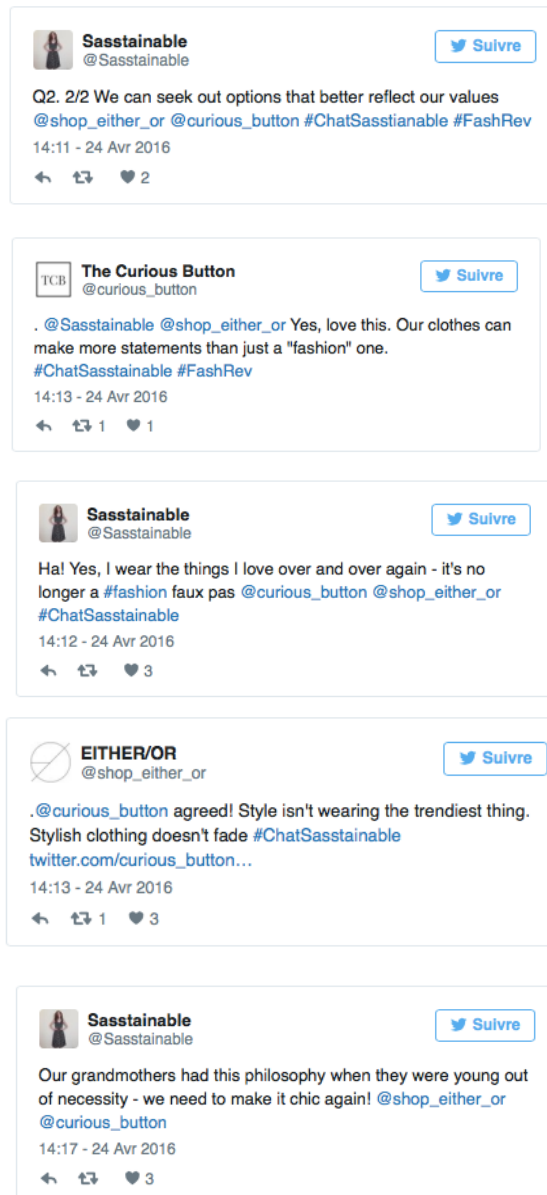 Sasstainable
@Sasstainable
Suivre
Q2. 2/2 We can seek out options that better reflect our values
@shop_either_or @curious_button #ChatSasstianable #FashRev
14:11 - 24 Avr 2016
2
TCB
The Curious Button
@curious_button
Suivre
. @Sasstainable @shop_either_or Yes, love this. Our clothes can
make more statements than just a "fashion" one.
#ChatSasstainable #FashRev
14:13 - 24 Avr 2016
1 1
Sasstainable
@Sasstainable
Suivre
Ha! Yes, I wear the things I love over and over again - it's no
longer a #fashion faux pas @curious_button @shop_either_or
#ChatSasstainable
14:12 - 24 Avr 2016
3
EITHER/OR
@shop_either_or
Suivre
.@curious_button agreed! Style isn't wearing the trendiest thing.
Stylish clothing doesn't fade #ChatSasstainable
twitter.com/curious_button…
14:13 - 24 Avr 2016
1 3
Sasstainable
@Sasstainable
Suivre
Our grandmothers had this philosophy when they were young out
of necessity - we need to make it chic again! @shop_either_or
@curious_button
14:17 - 24 Avr 2016
3